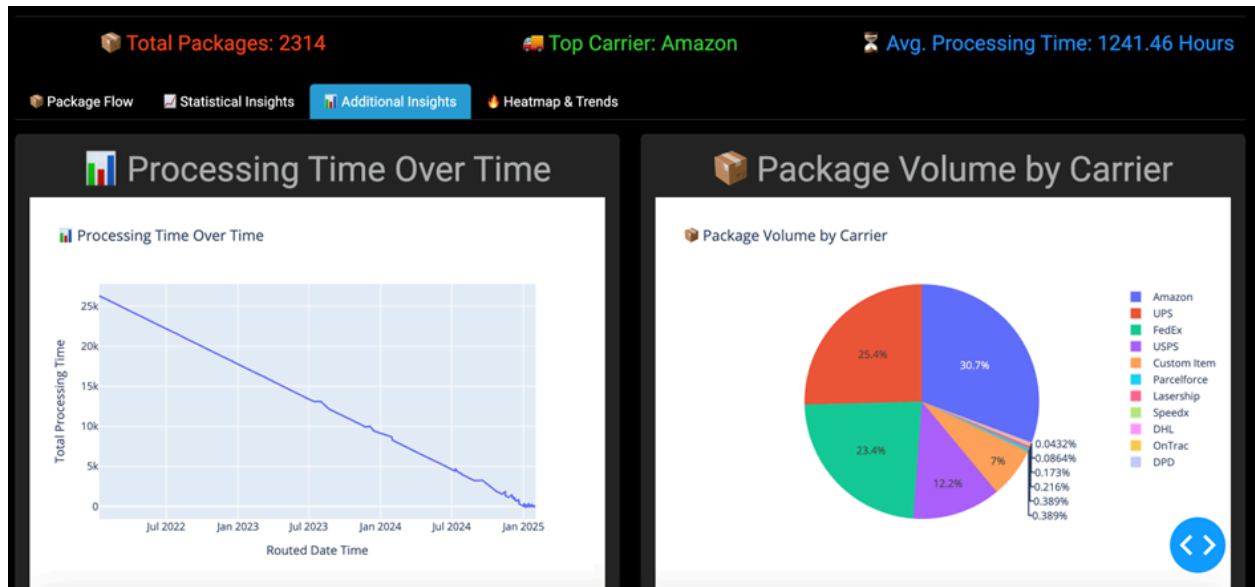 📦 Total Packages: 2314
🚚 Top Carrier: Amazon
⏳ Avg. Processing Time: 1241.46 Hours
📦 Package Flow
📈 Statistical Insights
📊 Additional Insights
🔥 Heatmap & Trends
📊 Processing Time Over Time
📊 Processing Time Over Time
25k
20k
15k
10k
5k
0
Total Processing Time
Jul 2022
Jan 2023
Jul 2023
Jan 2024
Jul 2024
Jan 2025
Routed Date Time
📦 Package Volume by Carrier
📦 Package Volume by Carrier
25.4%
30.7%
23.4%
12.2%
7%
0.0432%
0.0864%
0.173%
0.216%
0.389%
0.389%
Amazon
UPS
FedEx
USPS
Custom Item
Parcelforce
Lasership
Speedx
DHL
OnTrac
DPD